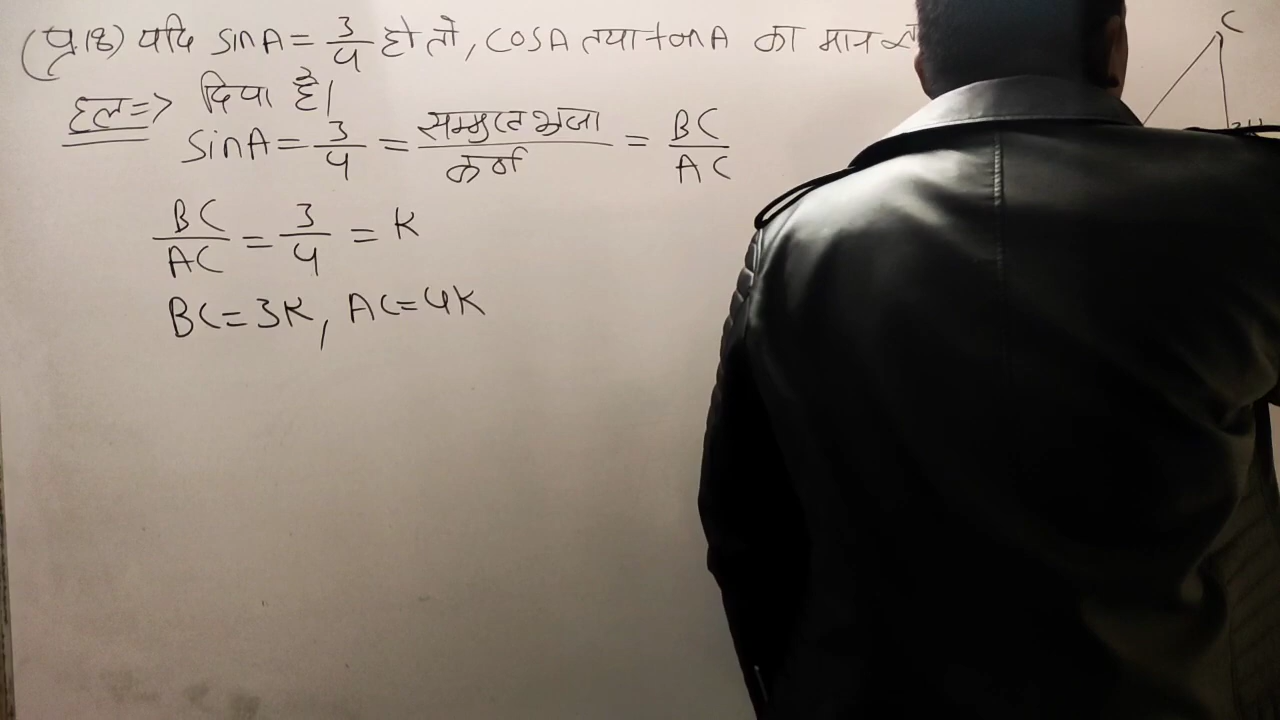 (प्र.18) यदि sinA = 3/4 हो तो, cosA तथा tanA का मान
हल => दिया है।
sinA = 3/4 = सम्मुख भुजा/कर्ण = BC/AC
BC/AC = 3/4 = K
BC = 3K, AC = 4K
C